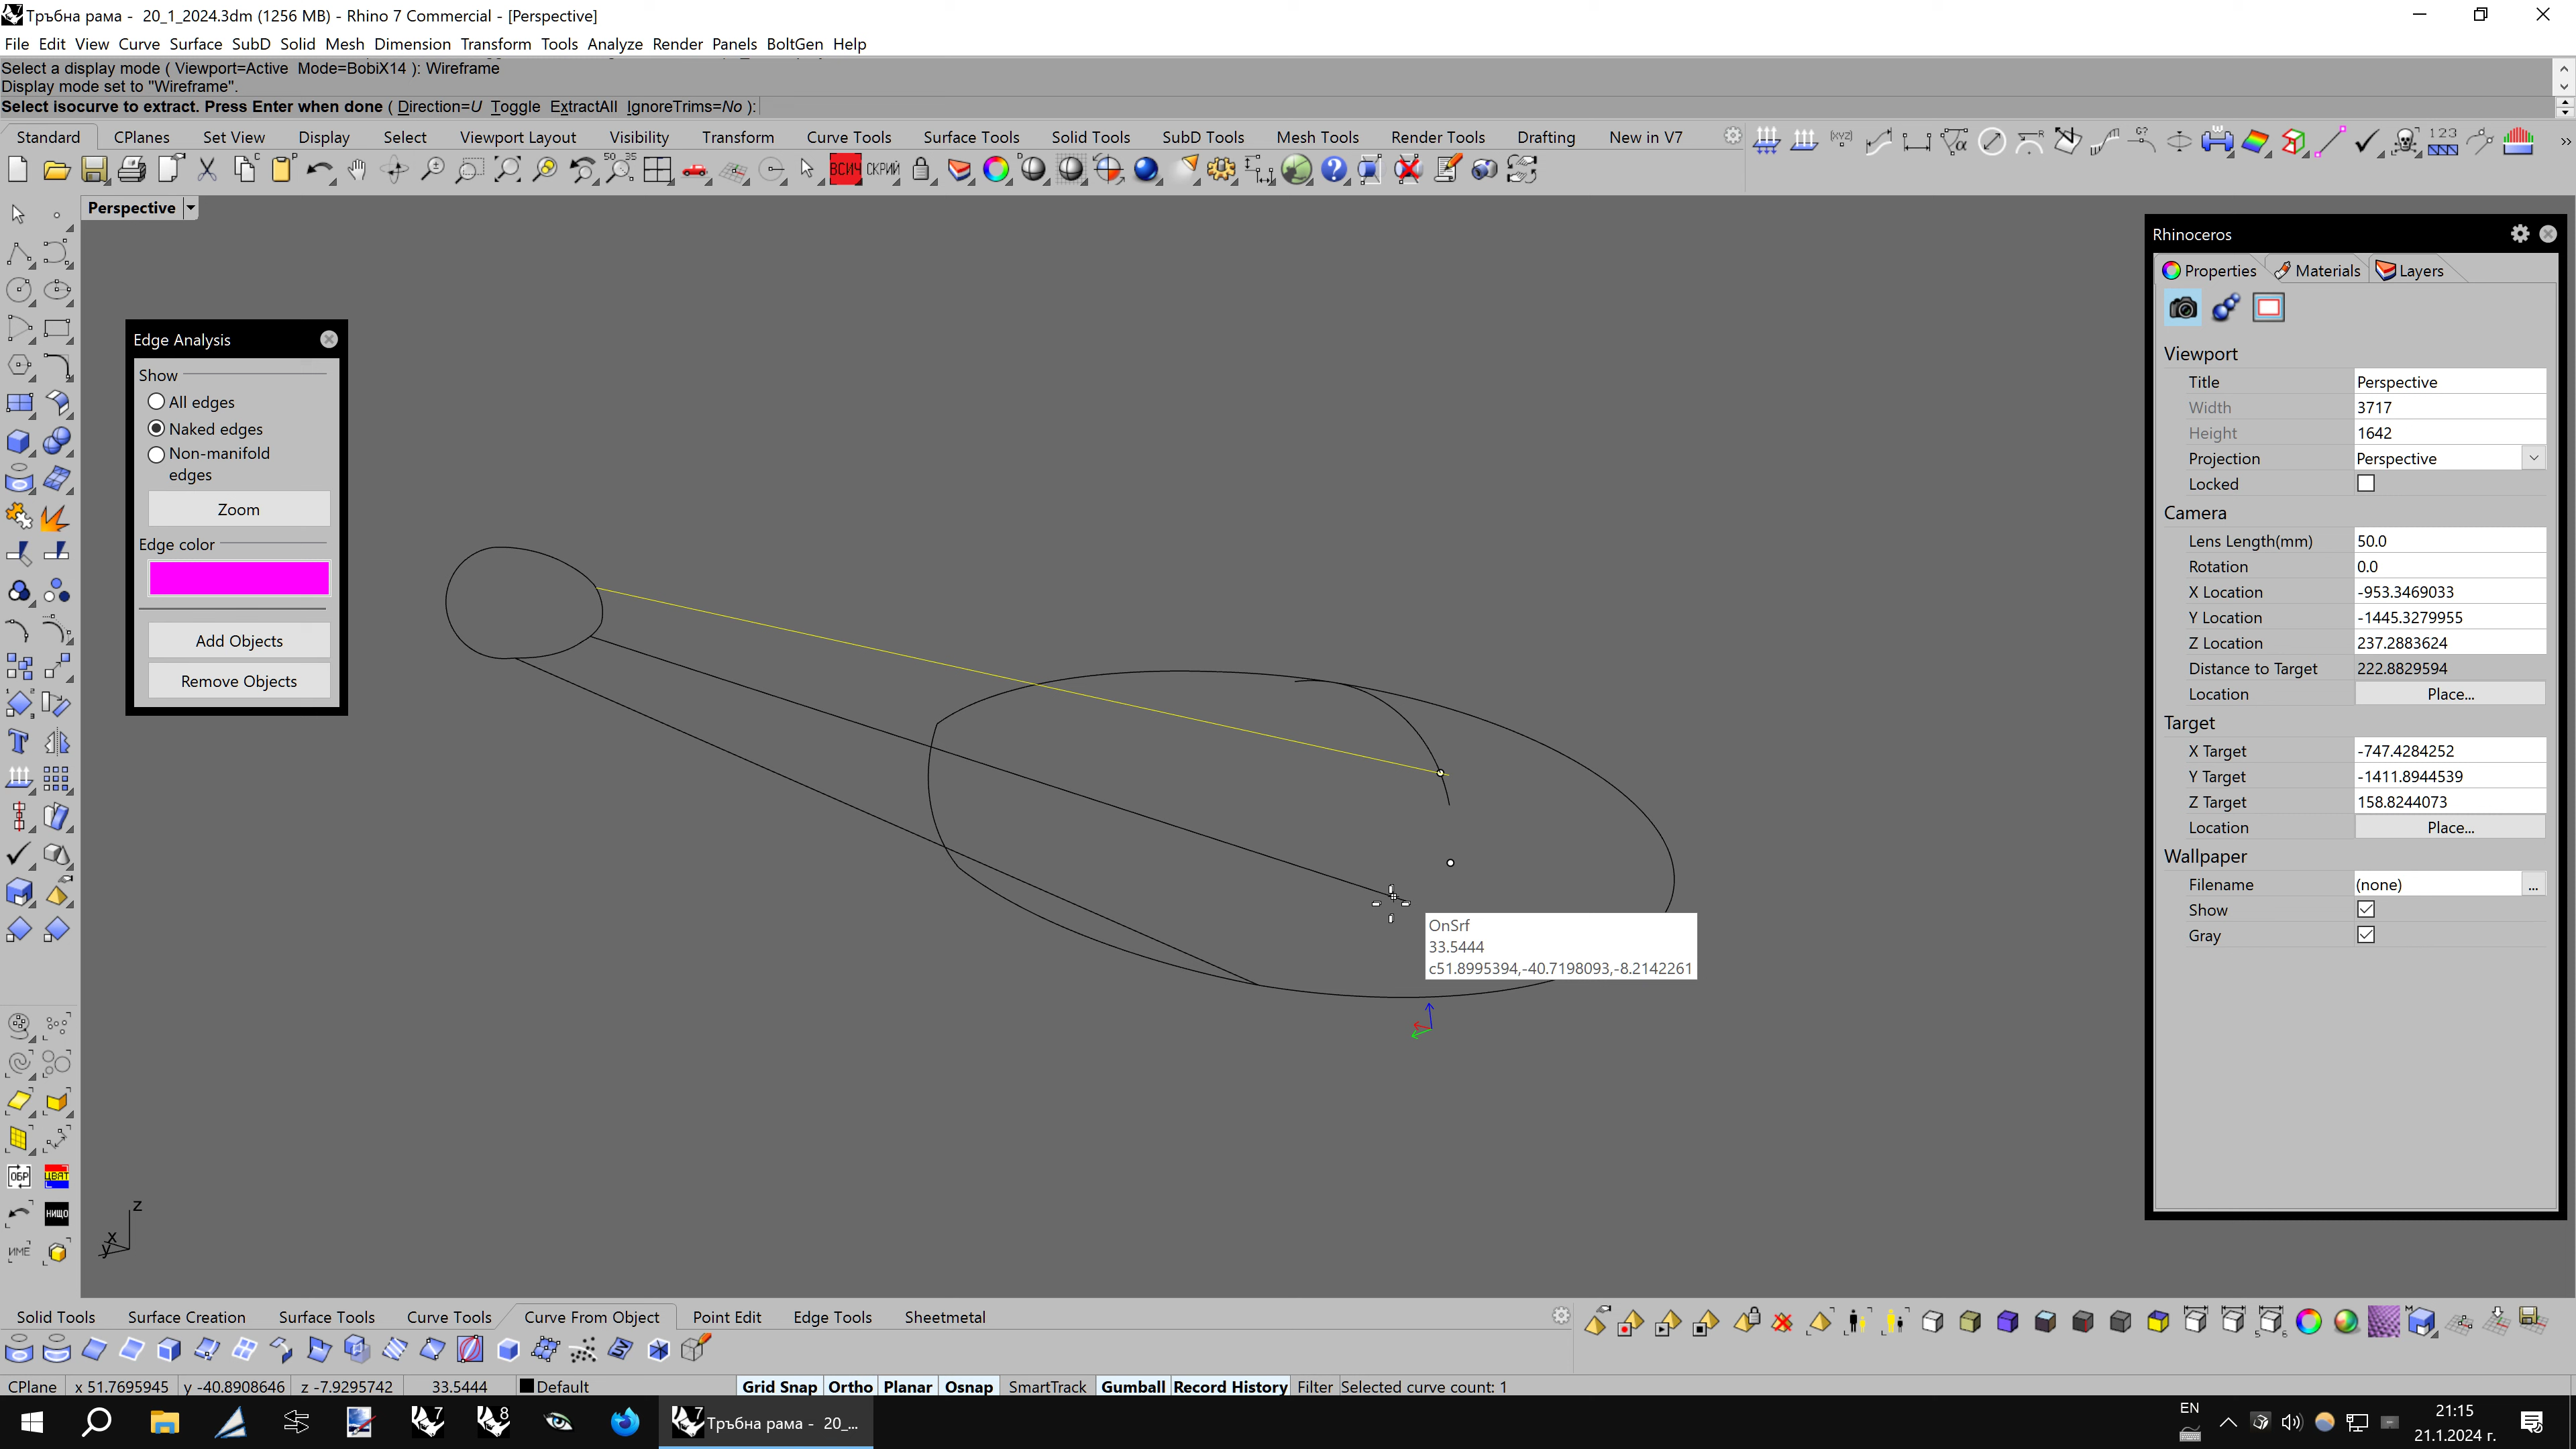 Тръбна рама - 20_1_2024.3dm (1256 MB) - Rhino 7 Commercial - [Perspective]
File Edit View Curve Surface SubD Solid Mesh Dimension Transform Tools Analyze Render Panels BoltGen Help
Select a display mode ( Viewport=Active Mode=BobiX14 ): Wireframe
Display mode set to "Wireframe".
Select isocurve to extract. Press Enter when done ( Direction=U Toggle ExtractAll IgnoreTrims=No ):
Standard CPlanes Set View Display Select Viewport Layout Visibility Transform Curve Tools Surface Tools Solid Tools SubD Tools Mesh Tools Render Tools Drafting New in V7
ВСИЧ СКРИЙ
Perspective
Edge Analysis
Show
All edges
Naked edges
Non-manifold
edges
Zoom
Edge color
Add Objects
Remove Objects
OnSrf
33.5444
c51.8995394,-40.7198093,-8.2142261
z
x
y
ОБР ЦВЯТ
НИЩО
ИМЕ
Rhinoceros
Properties Materials Layers
Viewport
Title Perspective
Width 3717
Height 1642
Projection Perspective
Locked
Camera
Lens Length(mm) 50.0
Rotation 0.0
X Location -953.3469033
Y Location -1445.3279955
Z Location 237.2883624
Distance to Target 222.8829594
Location Place...
Target
X Target -747.4284252
Y Target -1411.8944539
Z Target 158.8244073
Location Place...
Wallpaper
Filename (none) ...
Show
Gray
Solid Tools Surface Creation Surface Tools Curve Tools Curve From Object Point Edit Edge Tools Sheetmetal
CPlane x 51.7695945 y -40.8908646 z -7.9295742 33.5444 Default Grid Snap Ortho Planar Osnap SmartTrack Gumball Record History Filter Selected curve count: 1
7 8 7 Тръбна рама - 20_...
EN
21:15
21.1.2024 г.